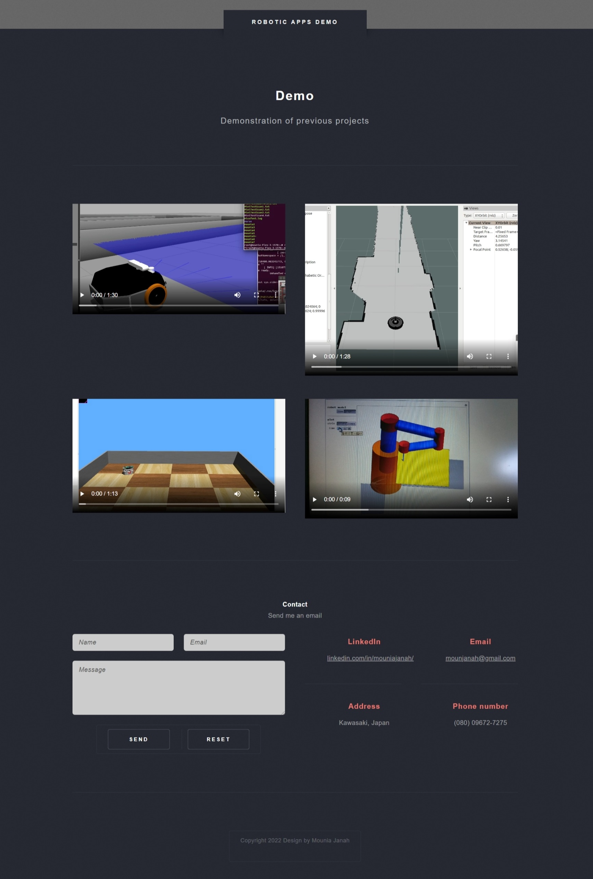 ROBOTIC APPS DEMO
Demo
Demonstration of previous projects
0:00 / 1:30
Views
0:00 / 1:28
0:00 / 1:13
0:00 / 0:09
Contact
Send me an email
Name
Email
Message
SEND
RESET
LinkedIn
linkedin.com/in/mouniajanah/
Email
mounjanah@gmail.com
Address
Kawasaki, Japan
Phone number
(080) 09672-7275
Copyright 2022 Design by Mounia Janah